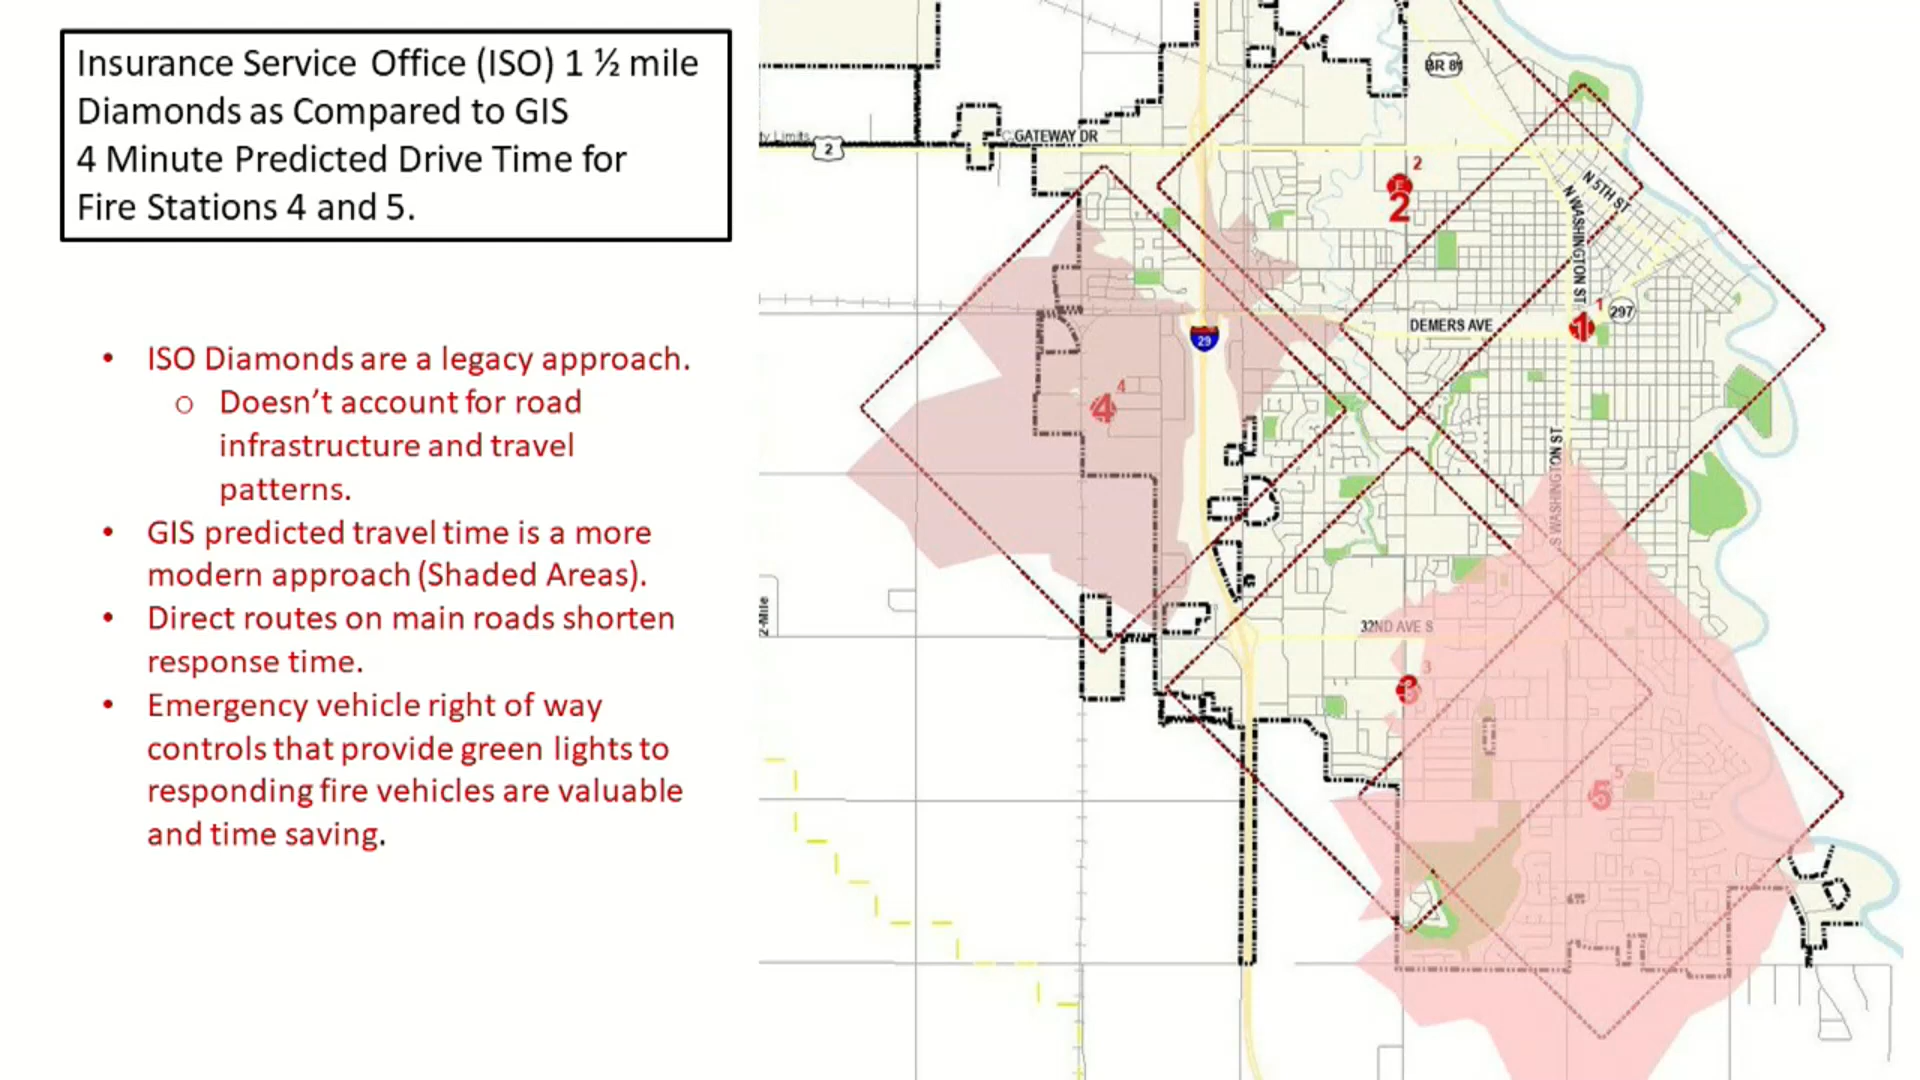 Insurance Service Office (ISO) 1 ½ mile
Diamonds as Compared to GIS
4 Minute Predicted Drive Time for
Fire Stations 4 and 5.
• ISO Diamonds are a legacy approach.
o Doesn’t account for road
infrastructure and travel
patterns.
• GIS predicted travel time is a more
modern approach (Shaded Areas).
• Direct routes on main roads shorten
response time.
• Emergency vehicle right of way
controls that provide green lights to
responding fire vehicles are valuable
and time saving.
BR 81
GATEWAY DR
2
2
2
N 5TH ST
N WASHINGTON ST
1
1
297
DEMERS AVE
29
4
4
S WASHINGTON ST
32ND AVE S
3
3
5
5
2-Mile